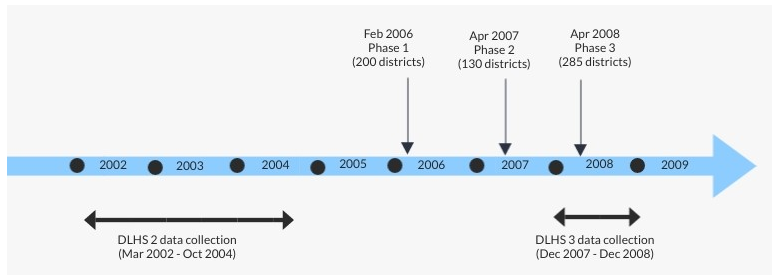 Feb 2006
Phase 1
(200 districts)
Apr 2007
Phase 2
(130 districts)
Apr 2008
Phase 3
(285 districts)
2002
2003
2004
2005
2006
2007
2008
2009
DLHS 2 data collection
(Mar 2002 - Oct 2004)
DLHS 3 data collection
(Dec 2007 - Dec 2008)